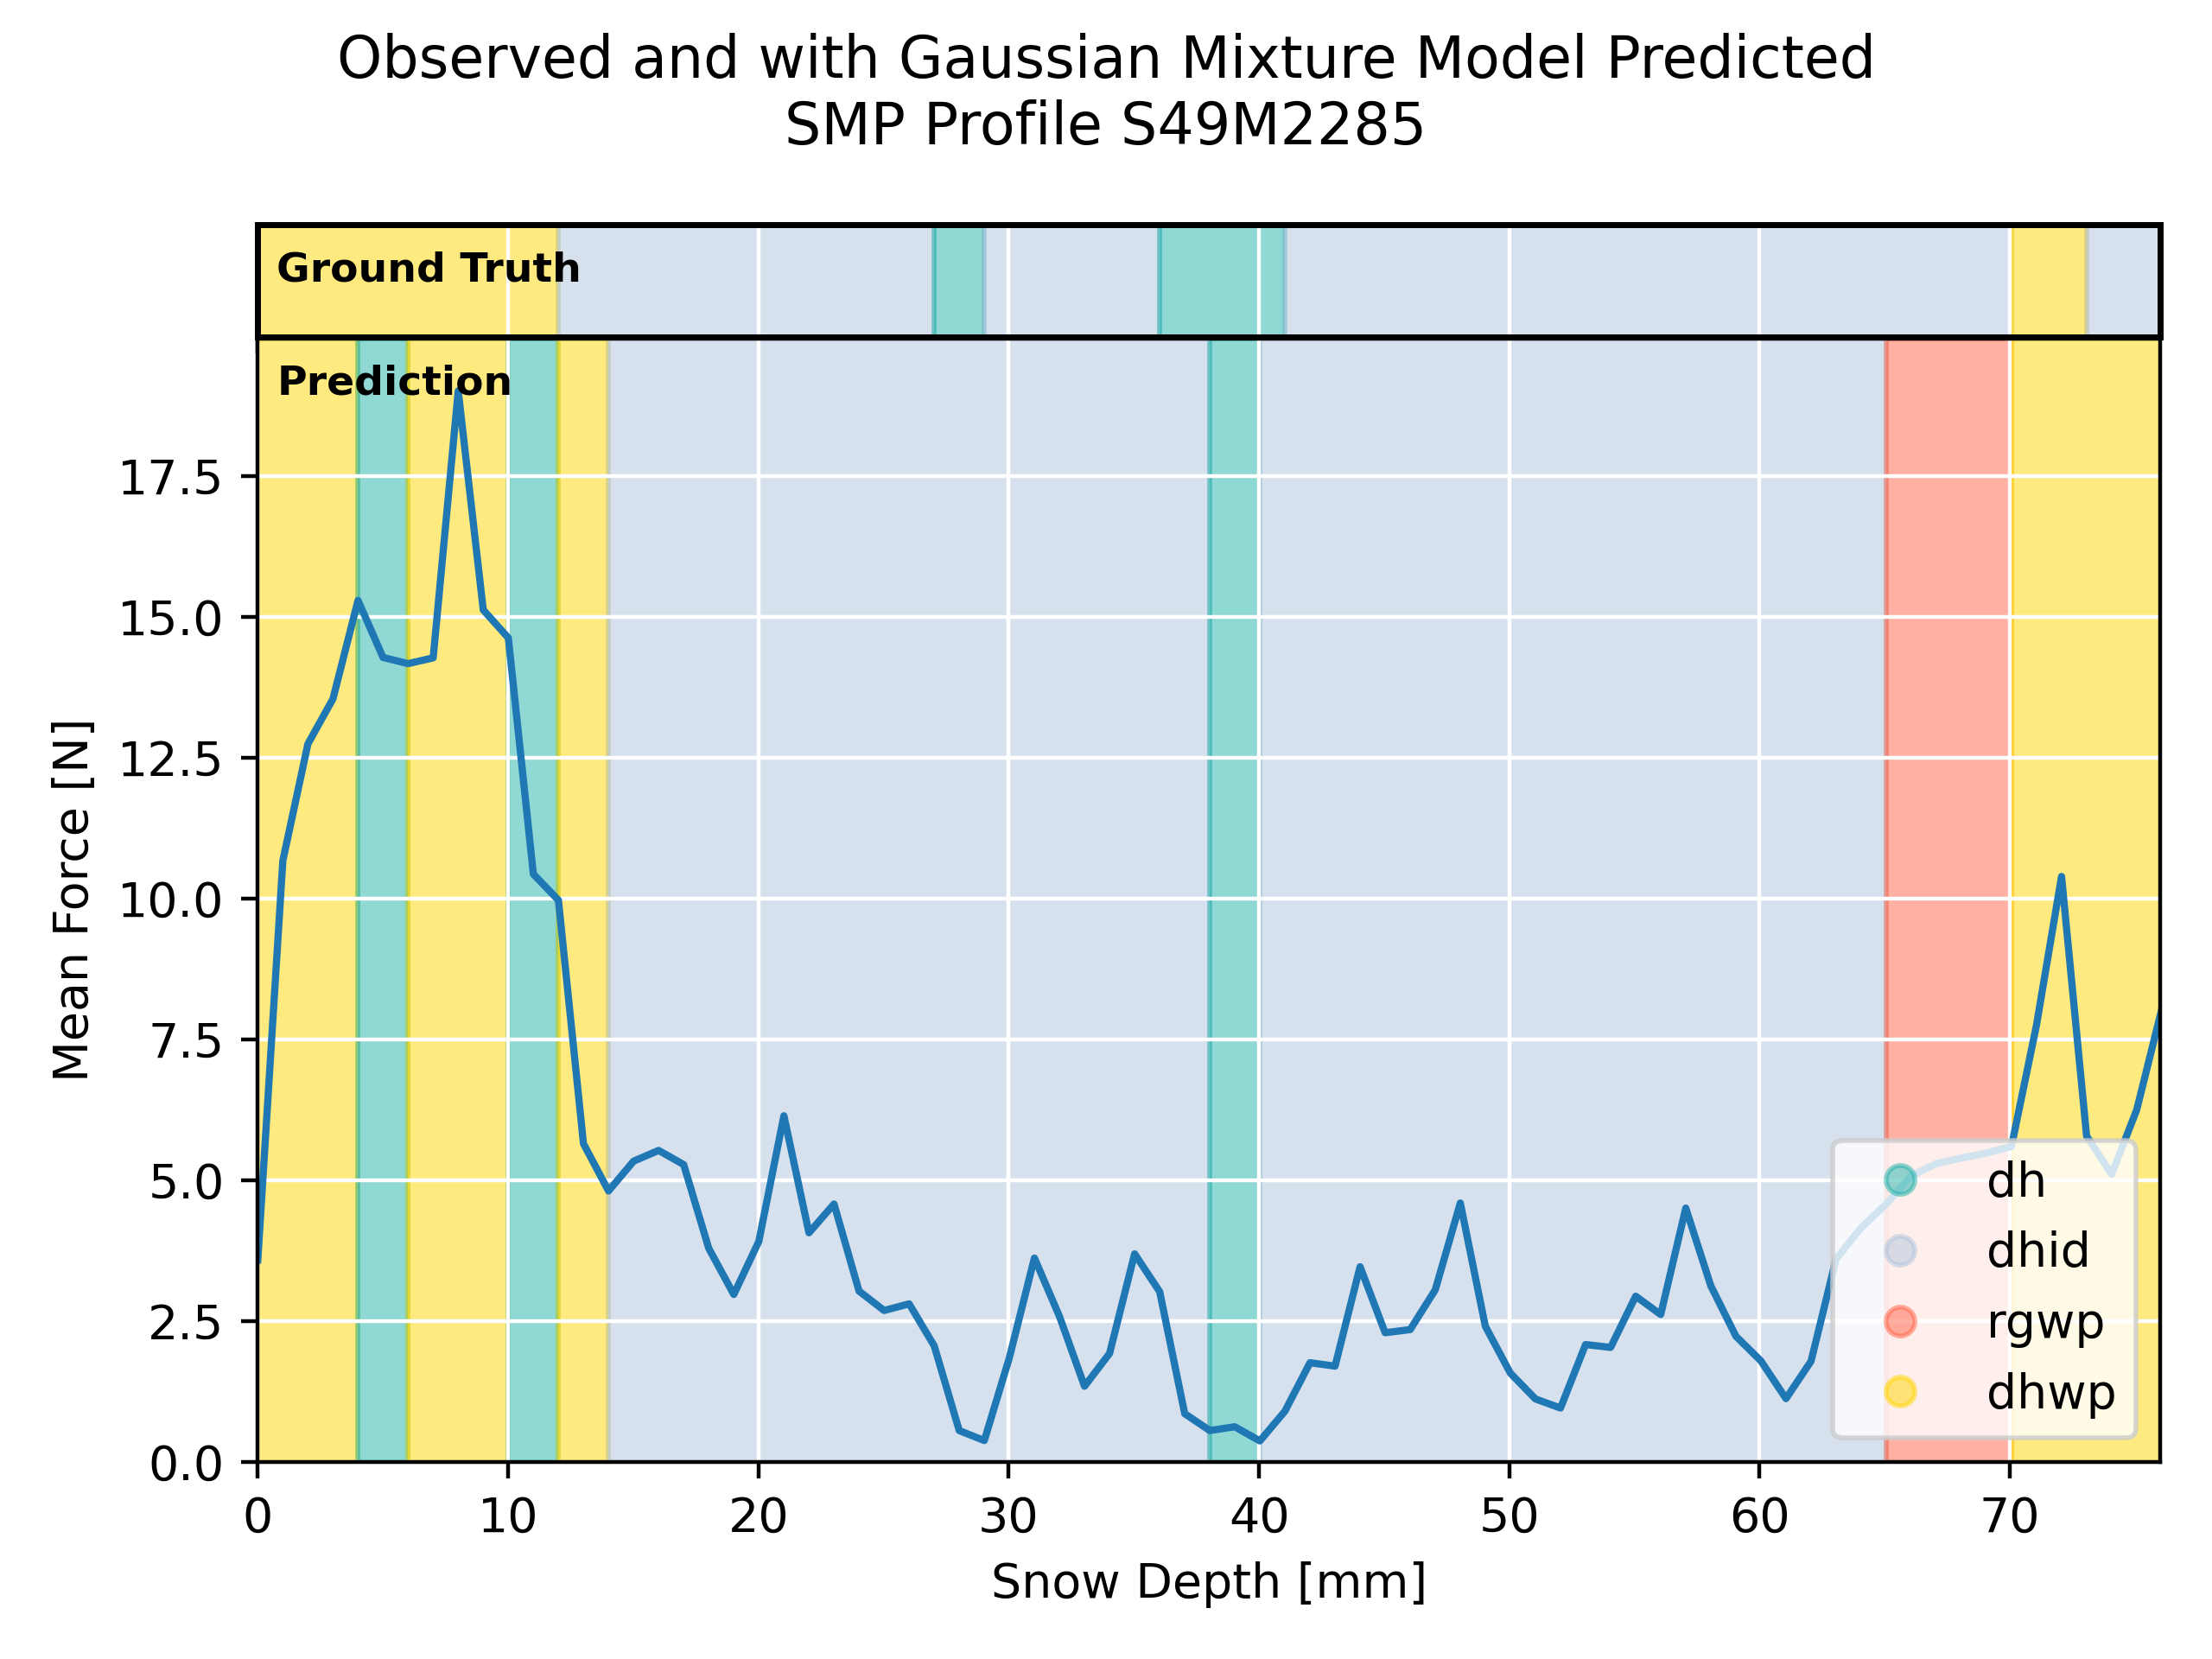 Observed and with Gaussian Mixture Model Predicted
SMP Profile S49M2285
Ground Truth
Prediction
17.5
15.0
12.5
10.0
7.5
5.0
2.5
0.0
Mean Force [N]
dh
dhid
rgwp
dhwp
0 10 20 30 40 50 60 70
Snow Depth [mm]